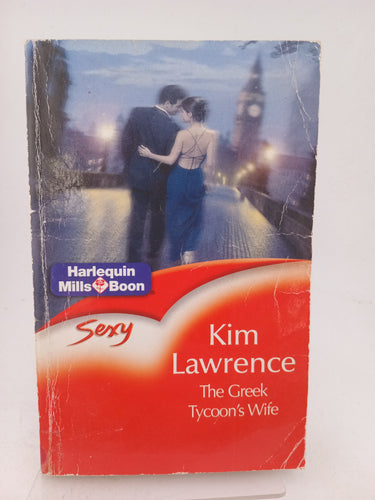 Harlequin
Mills & Boon
Sexy
Kim
Lawrence
The Greek
Tycoon's Wife